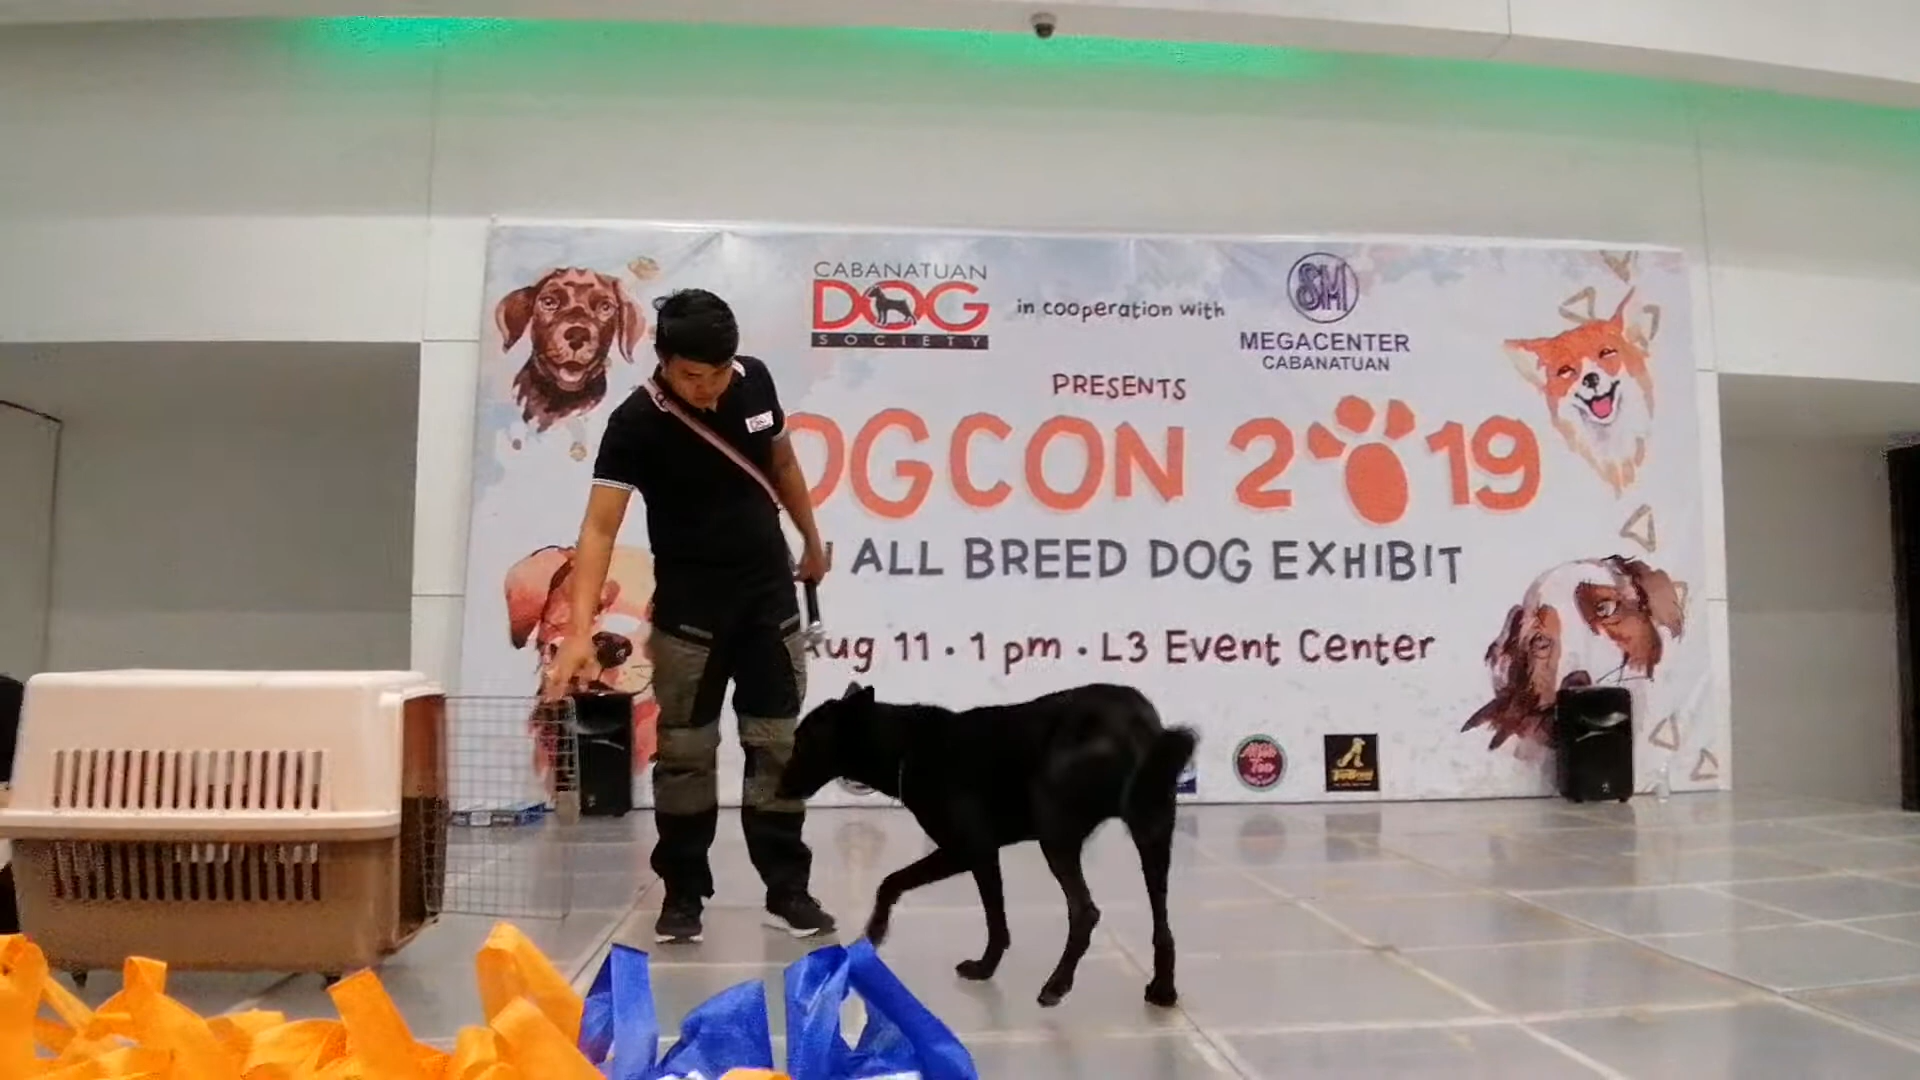 CABANATUAN
DOG
SOCIETY
in cooperation with
SM
MEGACENTER
CABANATUAN
PRESENTS
OGCON 2019
ALL BREED DOG EXHIBIT
Aug 11 • 1 pm • L3 Event Center